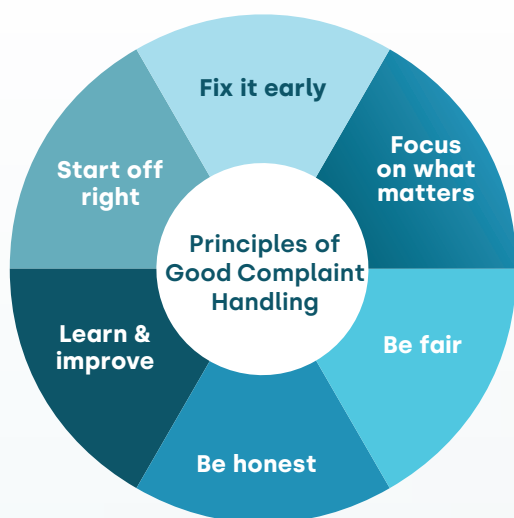 Fix it early
Focus
on what
matters
Start off
right
Principles of
Good Complaint
Handling
Learn &
improve
Be fair
Be honest